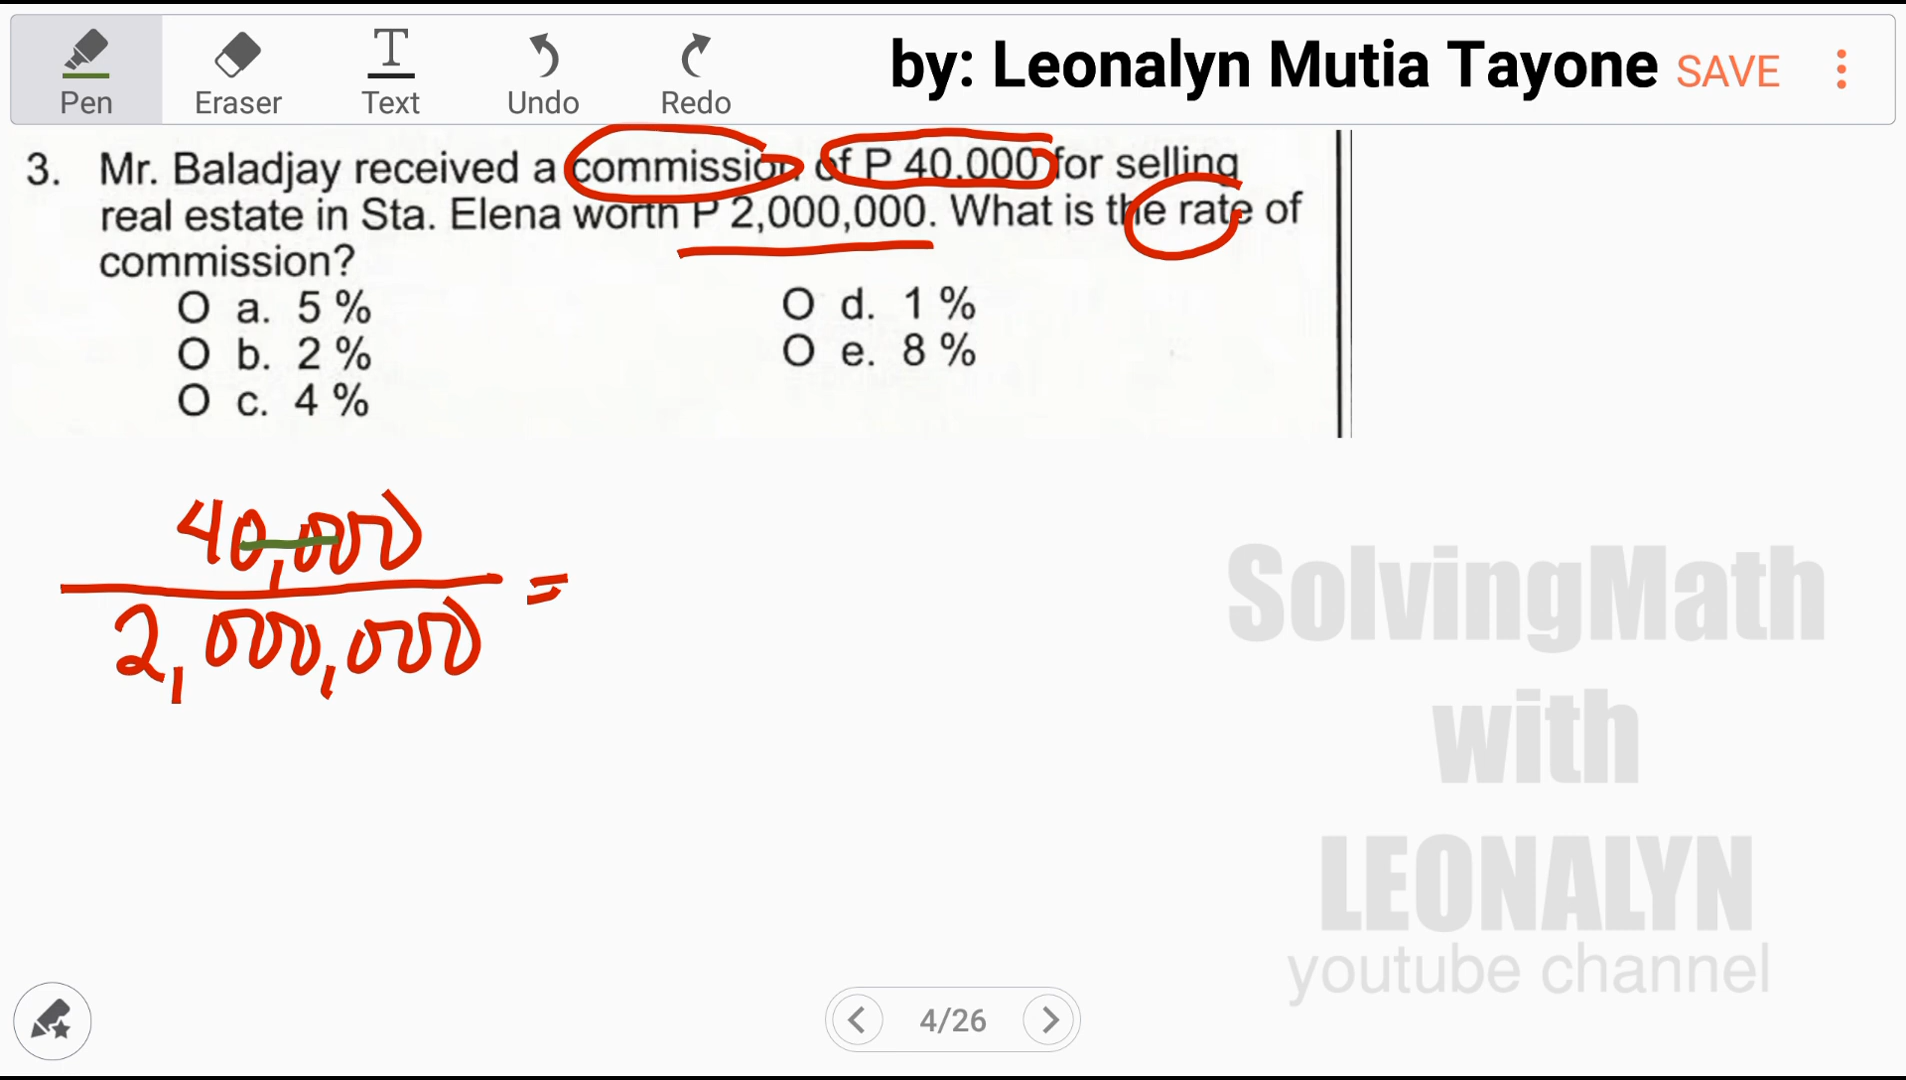 Pen
Eraser
Text
Undo
Redo
by: Leonalyn Mutia Tayone
SAVE
3. Mr. Baladjay received a commission of P 40.000 for selling
real estate in Sta. Elena worth P 2,000,000. What is the rate of
commission?
O a. 5 %
O b. 2 %
O c. 4 %
O d. 1 %
O e. 8 %
40,000
2,000,000
=
SolvingMath
with
LEONALYN
youtube channel
4/26